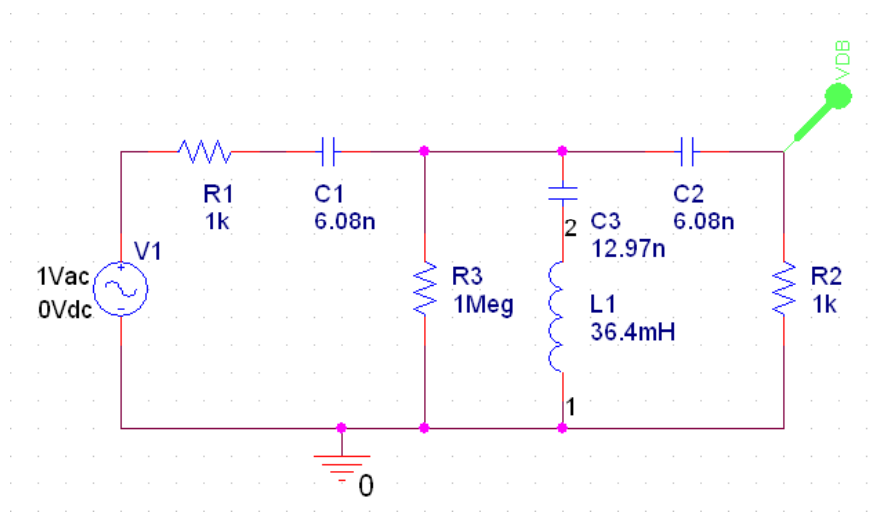 VDB
R1
1k
C1
6.08n
C2
6.08n
2
C3
12.97n
V1
1Vac
0Vdc
+
-
R3
1Meg
L1
36.4mH
R2
1k
1
0